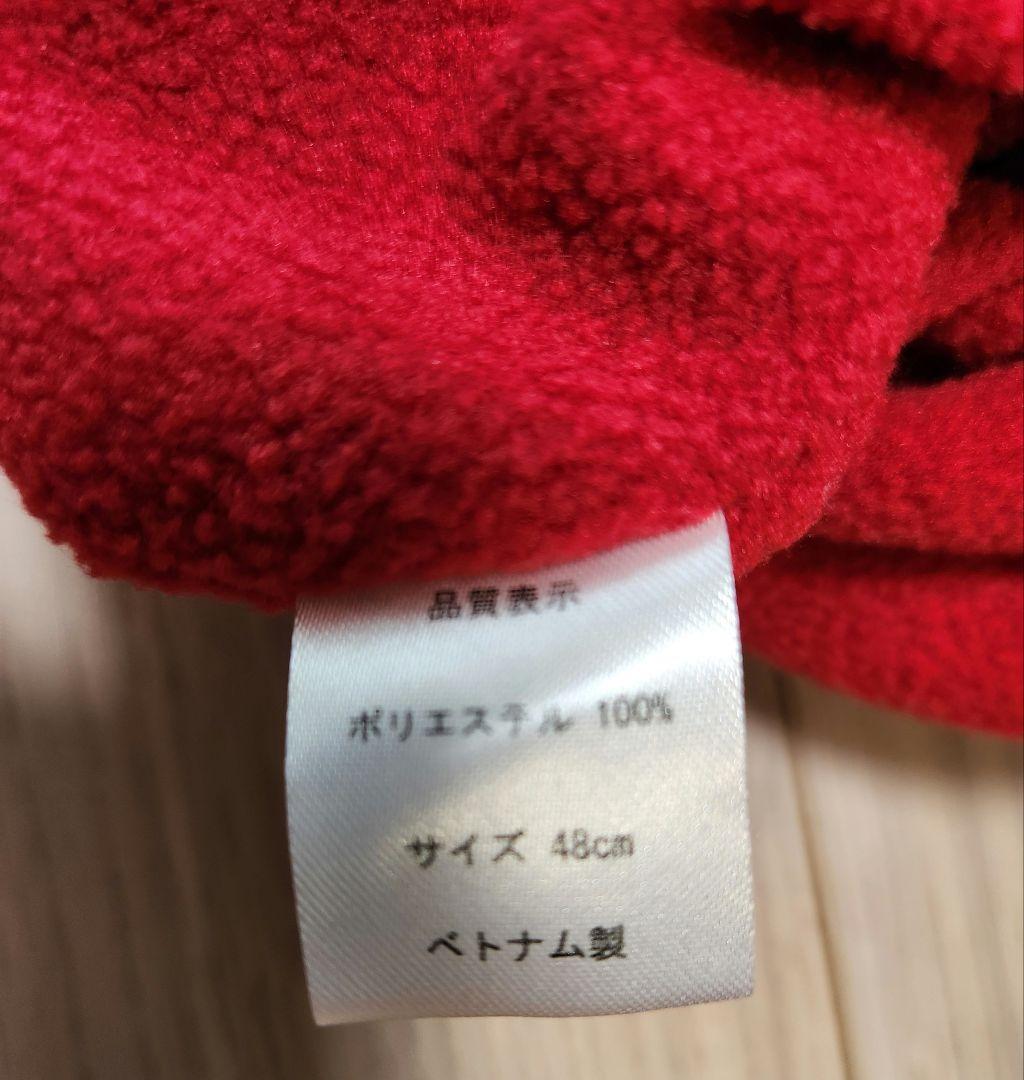 品質表示
ポリエステル 100%
サイズ 48cm
ベトナム製